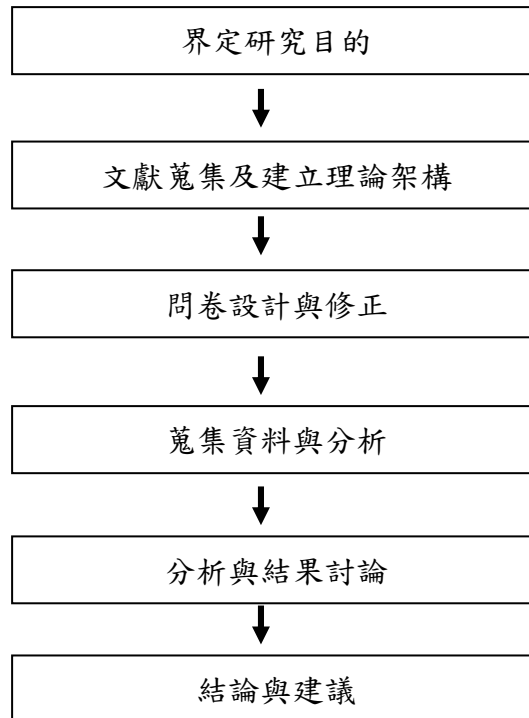 界定研究目的
文獻蒐集及建立理論架構
問卷設計與修正
蒐集資料與分析
分析與結果討論
結論與建議